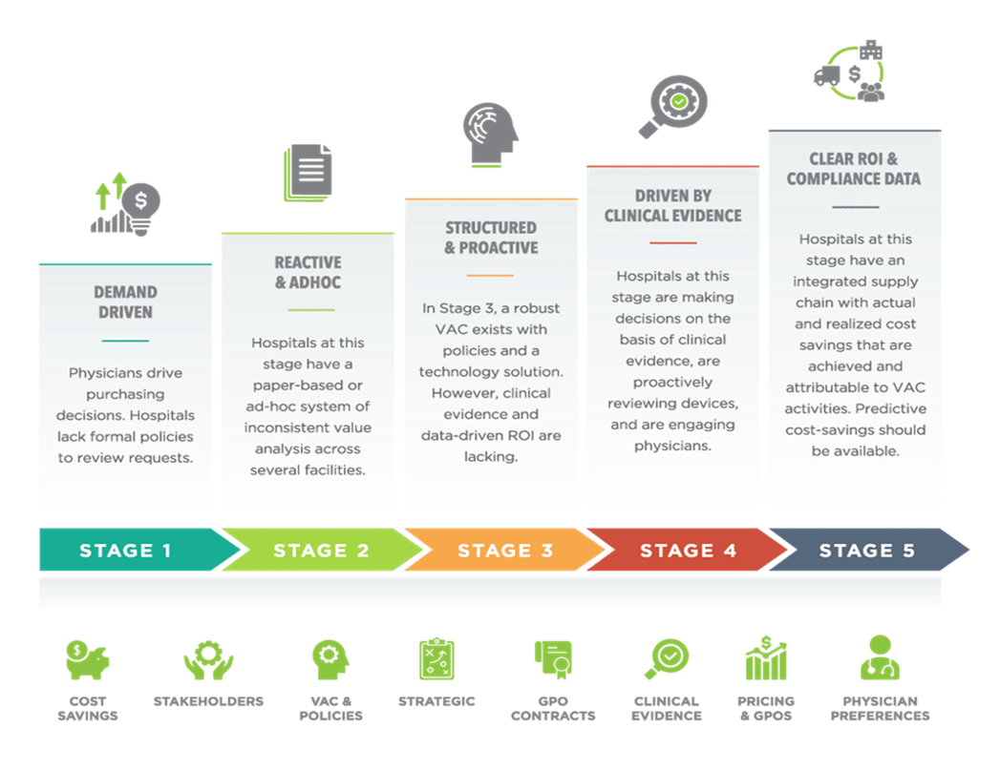 DEMAND
DRIVEN
Physicians drive
purchasing
decisions. Hospitals
lack formal policies
to review requests.
REACTIVE
& ADHOC
Hospitals at this
stage have a
paper-based or
ad-hoc system of
inconsistent value
analysis across
several facilities.
STRUCTURED
& PROACTIVE
In Stage 3, a robust
VAC exists with
policies and a
technology solution.
However, clinical
evidence and
data-driven ROI are
lacking.
DRIVEN BY
CLINICAL EVIDENCE
Hospitals at this
stage are making
decisions on the
basis of clinical
evidence, are
proactively
reviewing devices,
and are engaging
physicians.
CLEAR ROI &
COMPLIANCE DATA
Hospitals at this
stage have an
integrated supply
chain with actual
and realized cost
savings that are
achieved and
attributable to VAC
activities. Predictive
cost-savings should
be available.
STAGE 1
STAGE 2
STAGE 3
STAGE 4
STAGE 5
COST
SAVINGS
STAKEHOLDERS
VAC &
POLICIES
STRATEGIC
GPO
CONTRACTS
CLINICAL
EVIDENCE
PRICING
& GPOS
PHYSICIAN
PREFERENCES